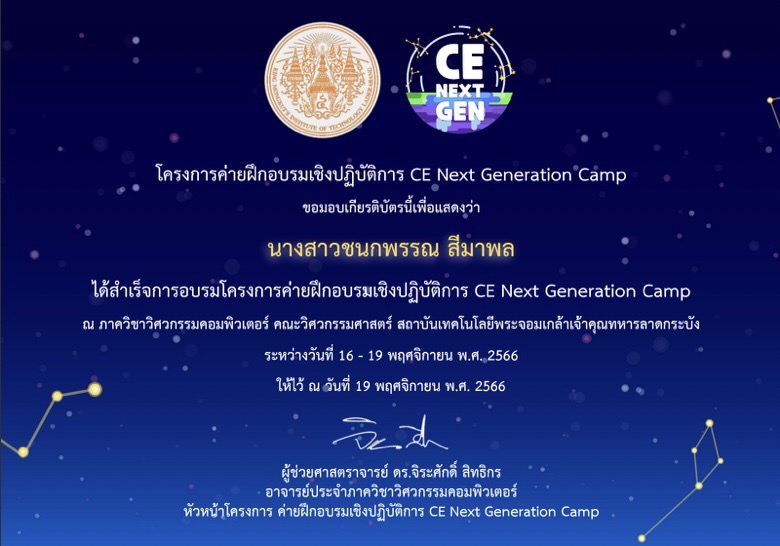 KING MONGKUT'S INSTITUTE OF TECHNOLOGY LADKRABANG
CE
NEXT
GEN
โครงการค่ายฝึกอบรมเชิงปฏิบัติการ CE Next Generation Camp
ขอมอบเกียรติบัตรนี้เพื่อแสดงว่า
นางสาวชนกพรรณ สีมาพล
ได้สำเร็จการอบรมโครงการค่ายฝึกอบรมเชิงปฏิบัติการ CE Next Generation Camp
ณ ภาควิชาวิศวกรรมคอมพิวเตอร์ คณะวิศวกรรมศาสตร์ สถาบันเทคโนโลยีพระจอมเกล้าเจ้าคุณทหารลาดกระบัง
ระหว่างวันที่ 16 - 19 พฤศจิกายน พ.ศ. 2566
ให้ไว้ ณ วันที่ 19 พฤศจิกายน พ.ศ. 2566
ผู้ช่วยศาสตราจารย์ ดร.จิระศักดิ์ สิทธิกร
อาจารย์ประจำภาควิชาวิศวกรรมคอมพิวเตอร์
หัวหน้าโครงการ ค่ายฝึกอบรมเชิงปฏิบัติการ CE Next Generation Camp